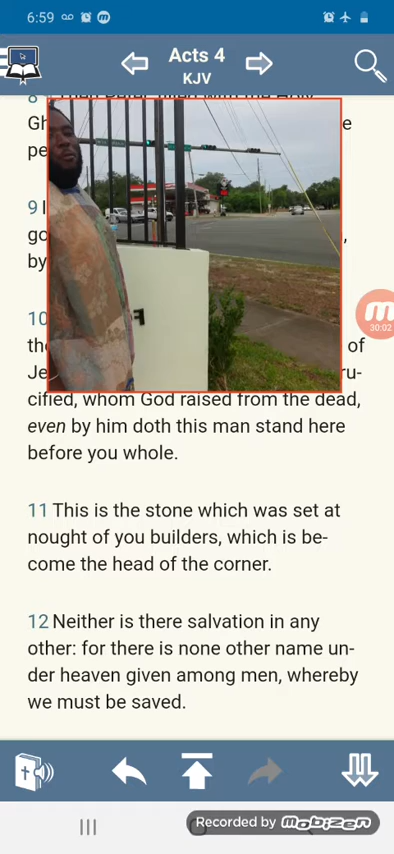 6:59
Acts 4
KJV
8
Gh e
pe
9 I
go ,
by
10
the of
Je ru-
cified, whom God raised from the dead,
even by him doth this man stand here
before you whole.
11 This is the stone which was set at
nought of you builders, which is be-
come the head of the corner.
12 Neither is there salvation in any
other: for there is none other name un-
der heaven given among men, whereby
we must be saved.
30:02
Recorded by mobizen